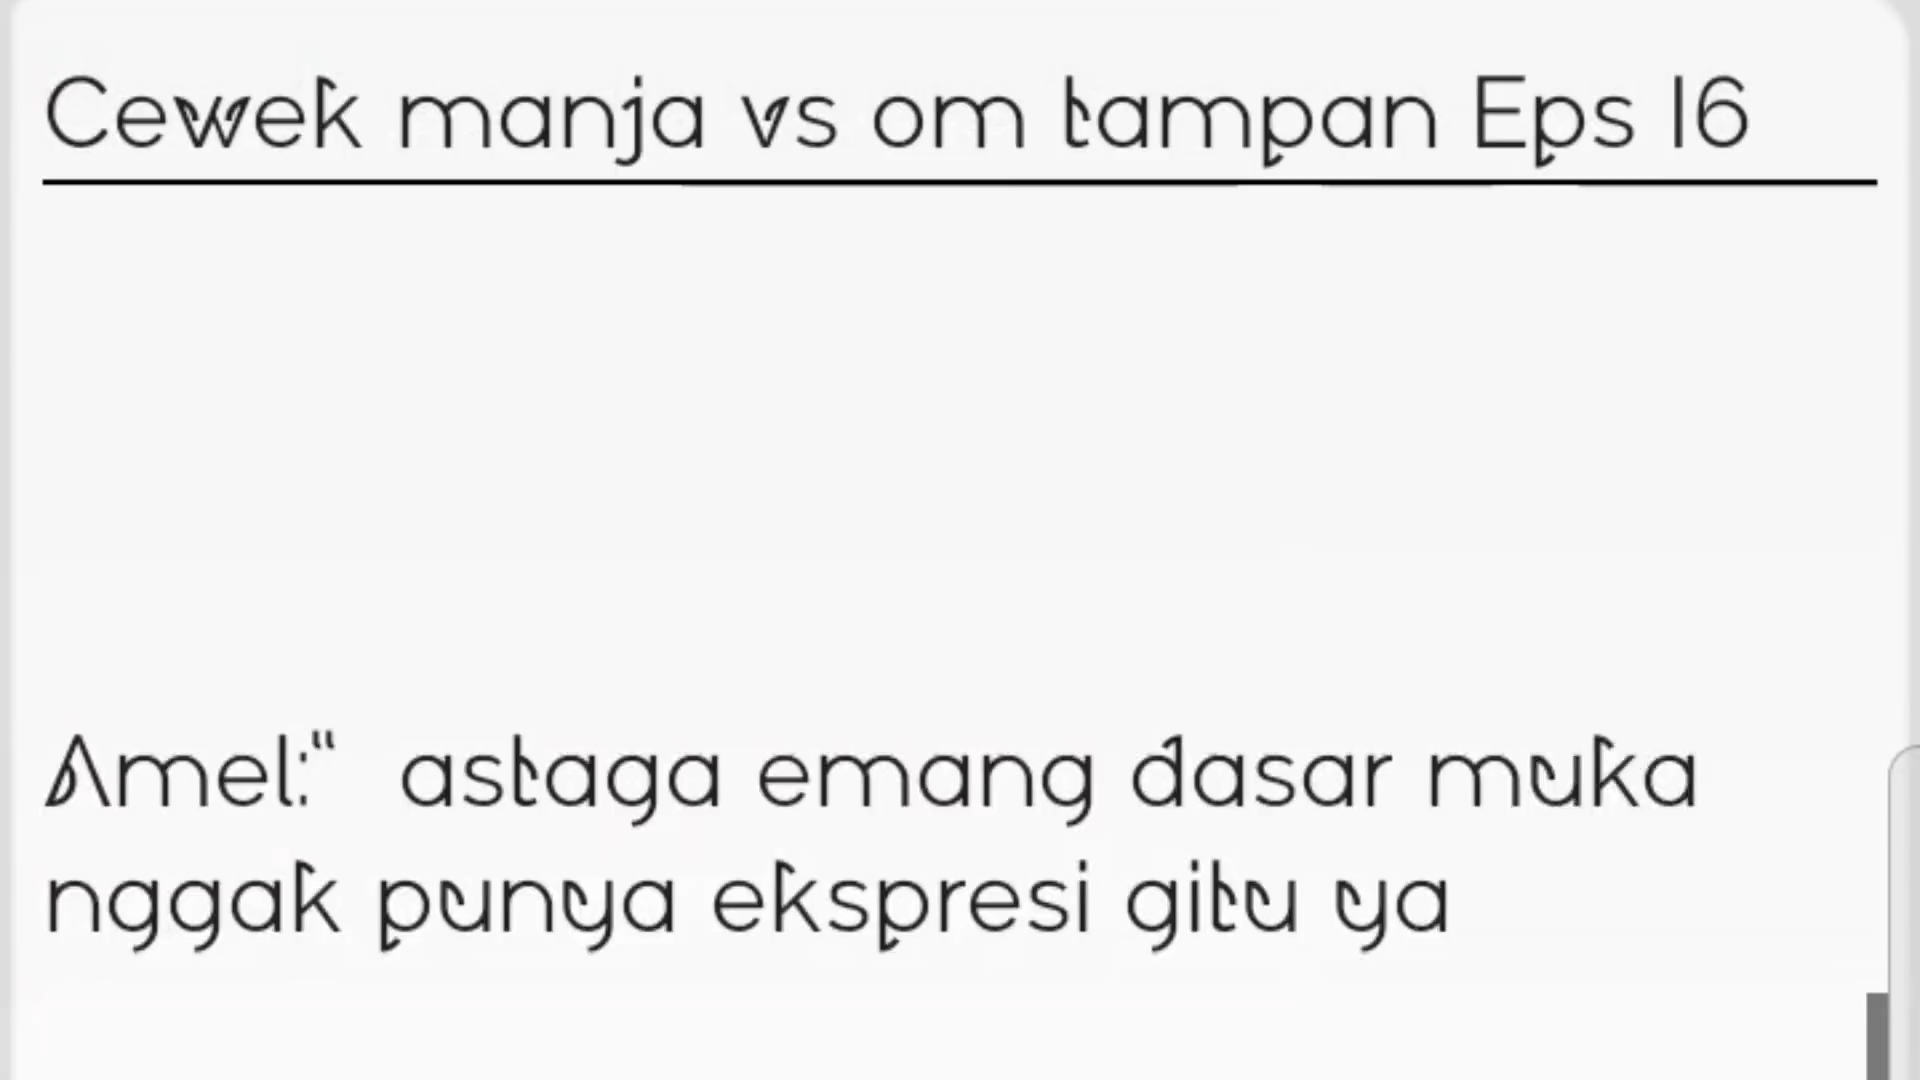 Cewek manja vs om tampan Eps 16
Amel:“ astaga emang dasar muka
nggak punya ekspresi gitu ya